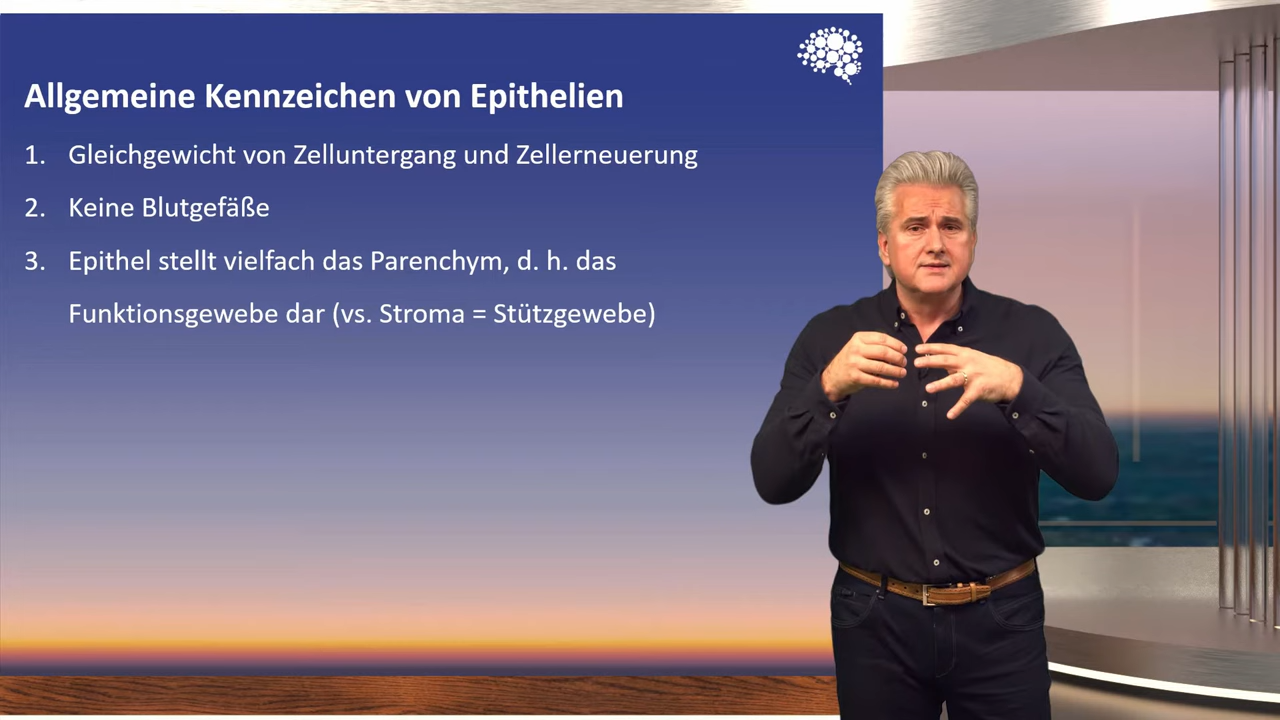 Allgemeine Kennzeichen von Epithelien
1. Gleichgewicht von Zelluntergang und Zellerneuerung
2. Keine Blutgefäße
3. Epithel stellt vielfach das Parenchym, d. h. das
Funktionsgewebe dar (vs. Stroma = Stützgewebe)